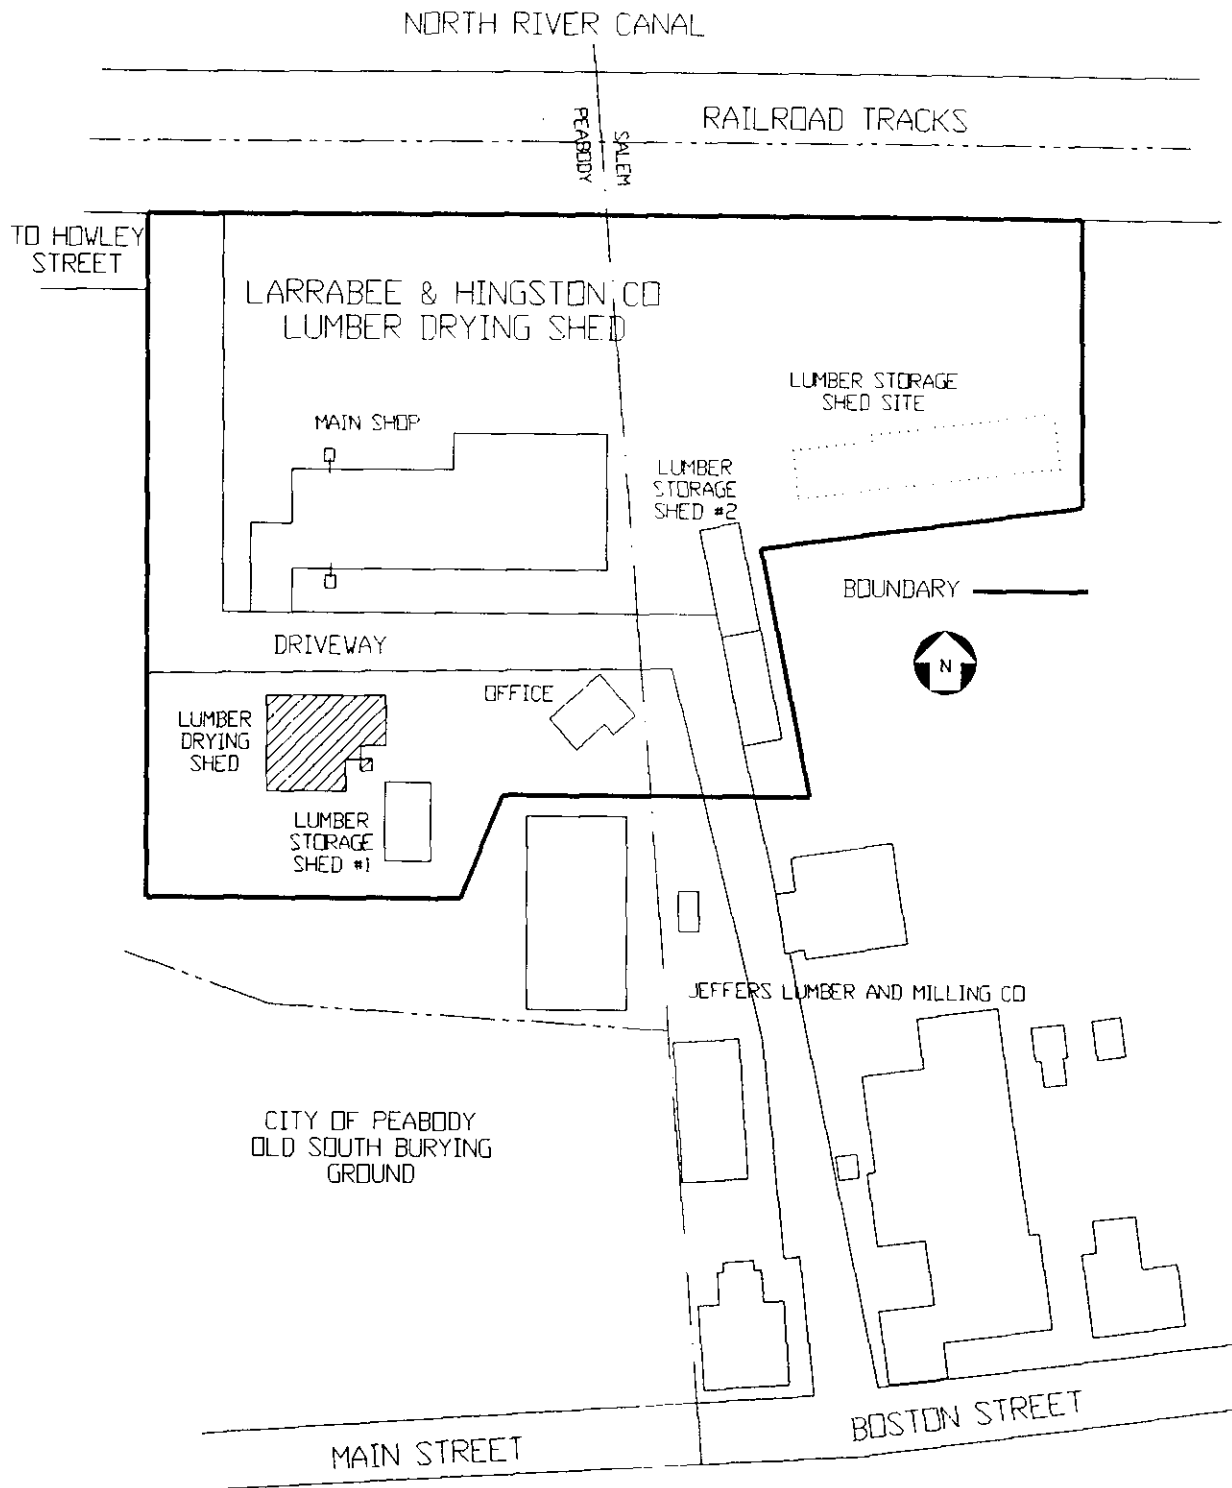 NORTH RIVER CANAL
RAILROAD TRACKS
PEABODY
SALEM
TO HOWLEY
STREET
LARRABEE & HINGSTON CO
LUMBER DRYING SHED
LUMBER STORAGE
SHED SITE
MAIN SHOP
LUMBER
STORAGE
SHED #2
BOUNDARY
DRIVEWAY
N
OFFICE
LUMBER
DRYING
SHED
LUMBER
STORAGE
SHED #1
JEFFERS LUMBER AND MILLING CO
CITY OF PEABODY
OLD SOUTH BURYING
GROUND
BOSTON STREET
MAIN STREET